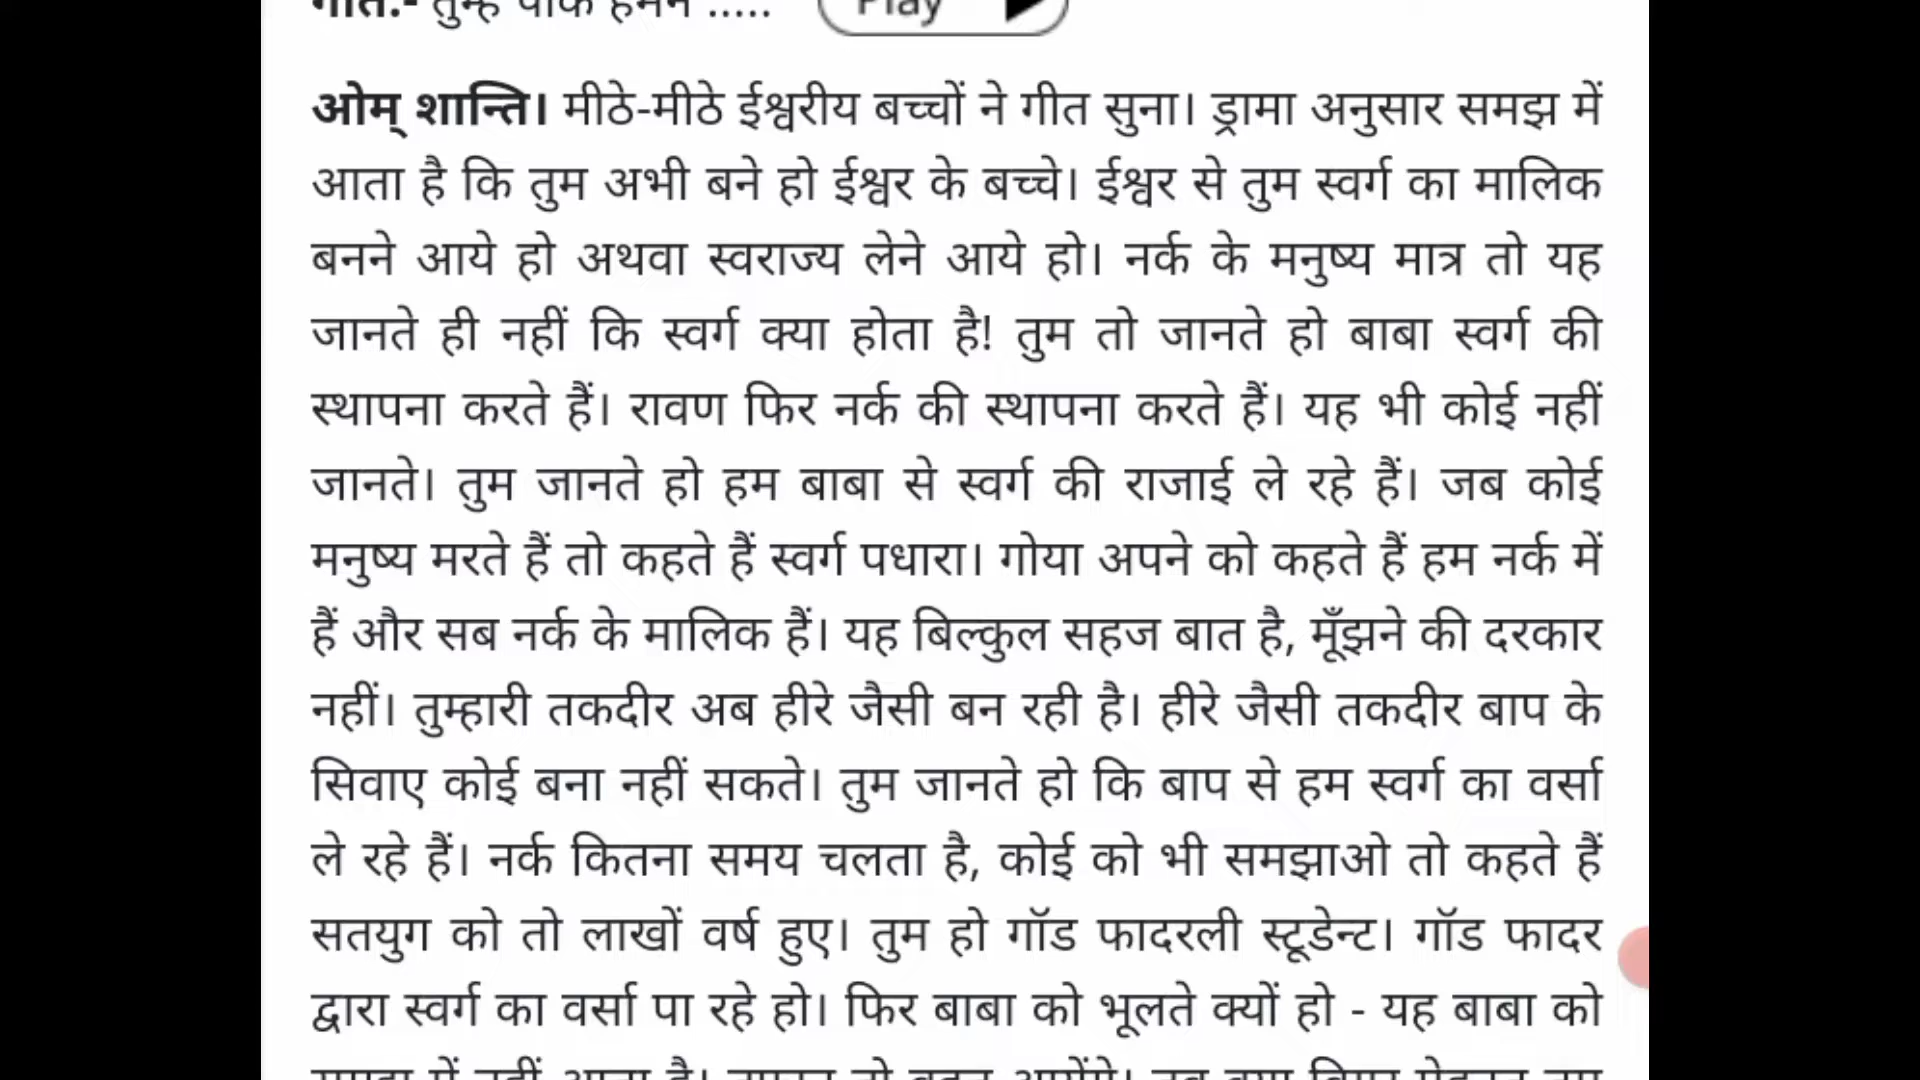 गीत:- तुम्हें पाके हमने .....
Play
ओम् शान्ति। मीठे-मीठे ईश्वरीय बच्चों ने गीत सुना। ड्रामा अनुसार समझ में
आता है कि तुम अभी बने हो ईश्वर के बच्चे। ईश्वर से तुम स्वर्ग का मालिक
बनने आये हो अथवा स्वराज्य लेने आये हो। नर्क के मनुष्य मात्र तो यह
जानते ही नहीं कि स्वर्ग क्या होता है! तुम तो जानते हो बाबा स्वर्ग की
स्थापना करते हैं। रावण फिर नर्क की स्थापना करते हैं। यह भी कोई नहीं
जानते। तुम जानते हो हम बाबा से स्वर्ग की राजाई ले रहे हैं। जब कोई
मनुष्य मरते हैं तो कहते हैं स्वर्ग पधारा। गोया अपने को कहते हैं हम नर्क में
हैं और सब नर्क के मालिक हैं। यह बिल्कुल सहज बात है, मूँझने की दरकार
नहीं। तुम्हारी तकदीर अब हीरे जैसी बन रही है। हीरे जैसी तकदीर बाप के
सिवाए कोई बना नहीं सकते। तुम जानते हो कि बाप से हम स्वर्ग का वर्सा
ले रहे हैं। नर्क कितना समय चलता है, कोई को भी समझाओ तो कहते हैं
सतयुग को तो लाखों वर्ष हुए। तुम हो गॉड फादरली स्टूडेन्ट। गॉड फादर
द्वारा स्वर्ग का वर्सा पा रहे हो। फिर बाबा को भूलते क्यों हो - यह बाबा को